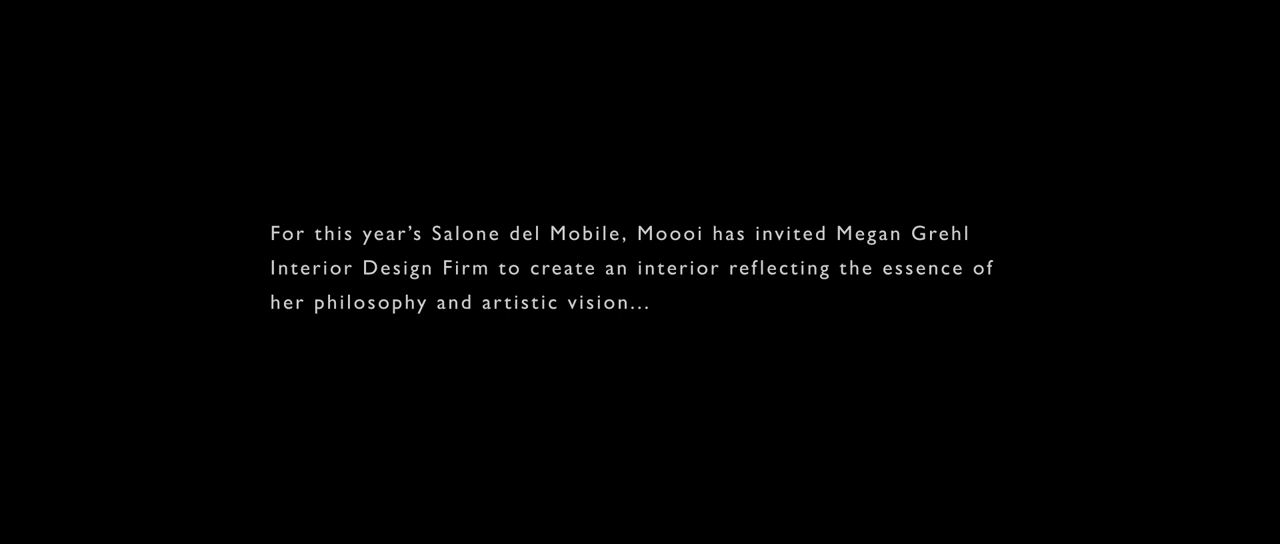 For this year’s Salone del Mobile, Moooi has invited Megan Grehl
Interior Design Firm to create an interior reflecting the essence of
her philosophy and artistic vision...